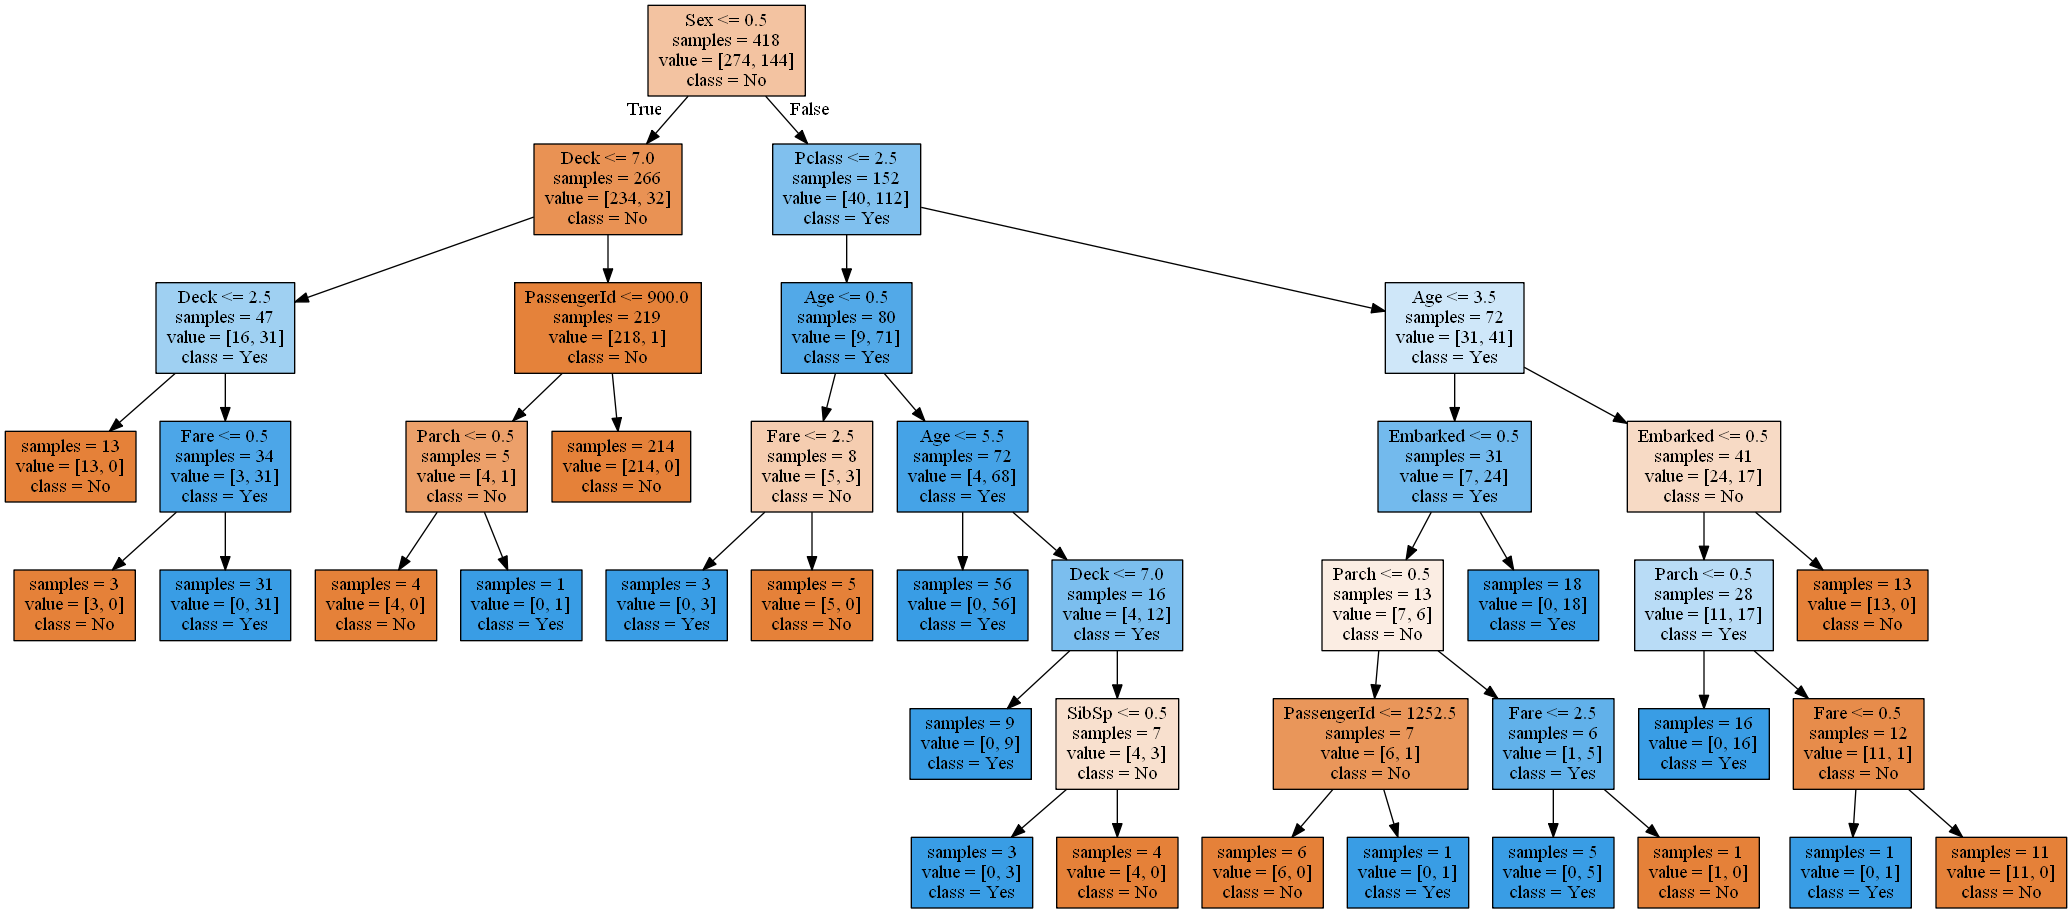 Sex <= 0.5
samples = 418
value = [274, 144]
class = No
True
False
Deck <= 7.0
samples = 266
value = [234, 32]
class = No
Pclass <= 2.5
samples = 152
value = [40, 112]
class = Yes
Deck <= 2.5
samples = 47
value = [16, 31]
class = Yes
PassengerId <= 900.0
samples = 219
value = [218, 1]
class = No
Age <= 0.5
samples = 80
value = [9, 71]
class = Yes
Age <= 3.5
samples = 72
value = [31, 41]
class = Yes
samples = 13
value = [13, 0]
class = No
Fare <= 0.5
samples = 34
value = [3, 31]
class = Yes
Parch <= 0.5
samples = 5
value = [4, 1]
class = No
samples = 214
value = [214, 0]
class = No
Fare <= 2.5
samples = 8
value = [5, 3]
class = No
Age <= 5.5
samples = 72
value = [4, 68]
class = Yes
Embarked <= 0.5
samples = 31
value = [7, 24]
class = Yes
Embarked <= 0.5
samples = 41
value = [24, 17]
class = No
samples = 3
value = [3, 0]
class = No
samples = 31
value = [0, 31]
class = Yes
samples = 4
value = [4, 0]
class = No
samples = 1
value = [0, 1]
class = Yes
samples = 3
value = [0, 3]
class = Yes
samples = 5
value = [5, 0]
class = No
samples = 56
value = [0, 56]
class = Yes
Deck <= 7.0
samples = 16
value = [4, 12]
class = Yes
Parch <= 0.5
samples = 13
value = [7, 6]
class = No
samples = 18
value = [0, 18]
class = Yes
Parch <= 0.5
samples = 28
value = [11, 17]
class = Yes
samples = 13
value = [13, 0]
class = No
samples = 9
value = [0, 9]
class = Yes
SibSp <= 0.5
samples = 7
value = [4, 3]
class = No
PassengerId <= 1252.5
samples = 7
value = [6, 1]
class = No
Fare <= 2.5
samples = 6
value = [1, 5]
class = Yes
samples = 16
value = [0, 16]
class = Yes
Fare <= 0.5
samples = 12
value = [11, 1]
class = No
samples = 3
value = [0, 3]
class = Yes
samples = 4
value = [4, 0]
class = No
samples = 6
value = [6, 0]
class = No
samples = 1
value = [0, 1]
class = Yes
samples = 5
value = [0, 5]
class = Yes
samples = 1
value = [1, 0]
class = No
samples = 1
value = [0, 1]
class = Yes
samples = 11
value = [11, 0]
class = No